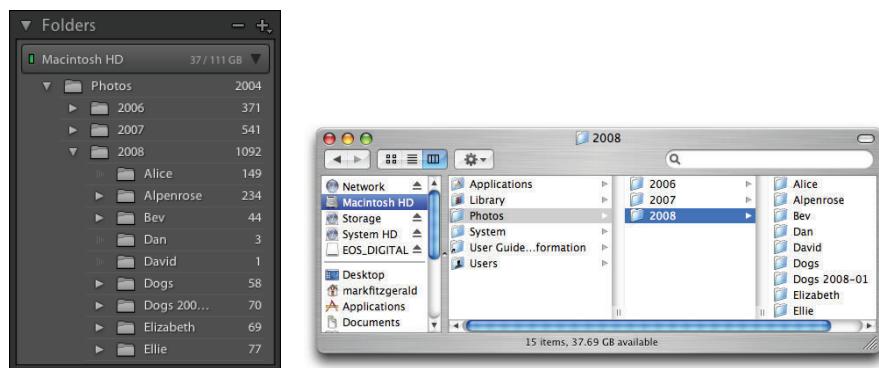 Folders
Macintosh HD 37 / 111 GB
Photos 2004
2006 371
2007 541
2008 1092
Alice 149
Alpenrose 234
Bev 44
Dan 3
David 1
Dogs 58
Dogs 200... 70
Elizabeth 69
Ellie 77
2008
Network
Macintosh HD
Storage
System HD
EOS_DIGITAL
Desktop
markfitzgerald
Applications
Documents
Applications
Library
Photos
System
User Guide...formation
Users
2006
2007
2008
Alice
Alpenrose
Bev
Dan
David
Dogs
Dogs 2008-01
Elizabeth
Ellie
15 items, 37.69 GB available